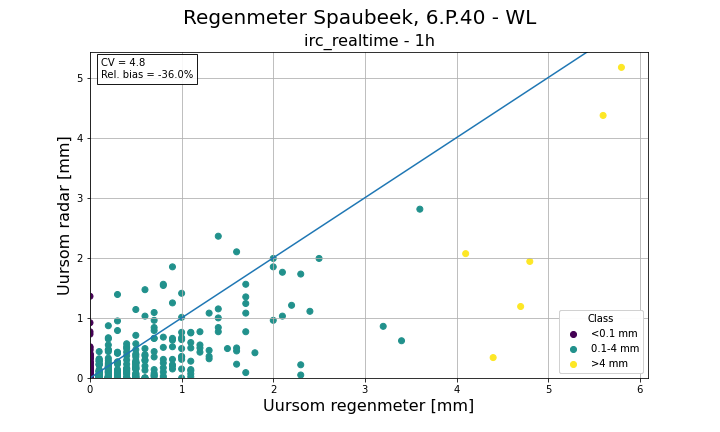 Regenmeter Spaubeek, 6.P.40 - WL
irc_realtime - 1h
CV = 4.8
Rel. bias = -36.0%
Uursom radar [mm]
5
4
3
2
1
0
Class
<0.1 mm
0.1-4 mm
>4 mm
0 1 2 3 4 5 6
Uursom regenmeter [mm]